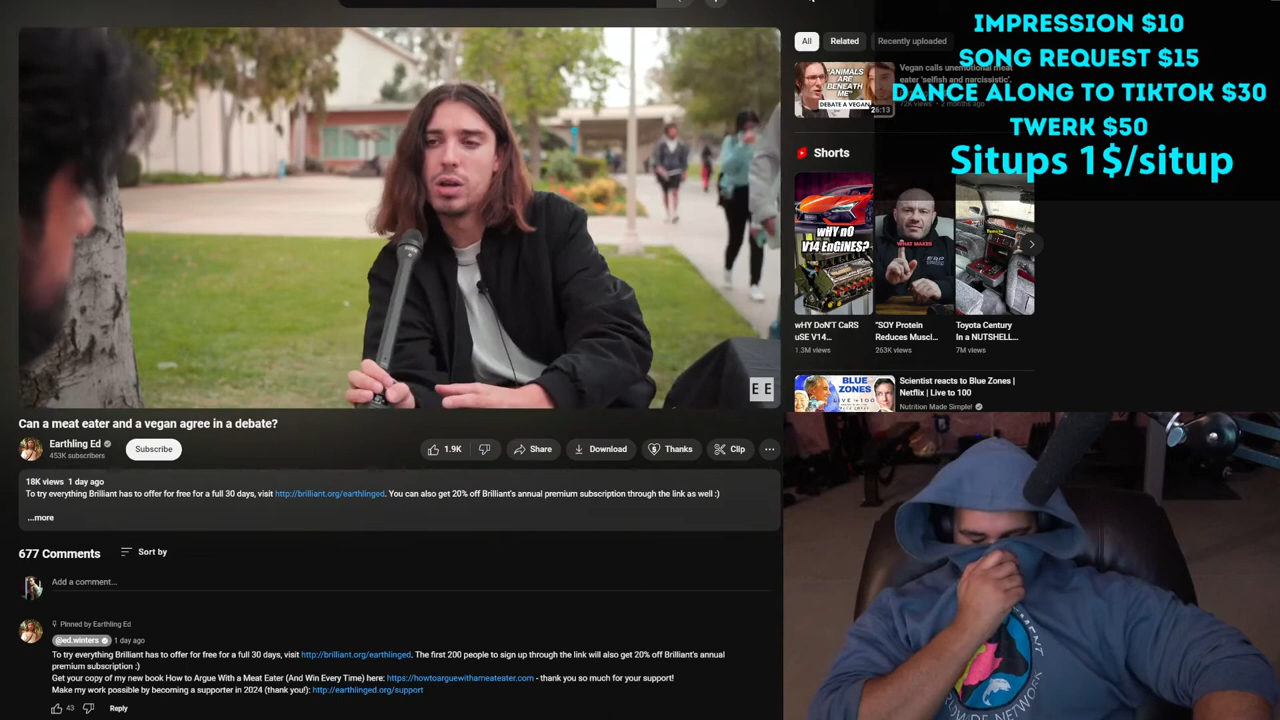 IMPRESSION $10
SONG REQUEST $15
DANCE ALONG TO TIKTOK $30
TWERK $50
Situps 1$/situp
All
Related
Recently uploaded
"ANIMALS
ARE
BENEATH
ME"
DEBATE A VEGAN
26:13
Vegan calls unemotional meat
eater 'selfish and narcissistic'.
72K views • 2 months ago
Shorts
wHY nO
V14 EnGiNES?
WHAT MAKES
wHY DoN'T CaRS
uSE V14...
1.3M views
"SOY Protein
Reduces Muscl...
263K views
Toyota Century
In a NUTSHELL...
7M views
BLUE
ZONES
LIVE TO 100
Scientist reacts to Blue Zones |
Netflix | Live to 100
Nutrition Made Simple!
E E
Can a meat eater and a vegan agree in a debate?
Earthling Ed
453K subscribers
Subscribe
1.9K
Share
Download
Thanks
Clip
18K views 1 day ago
To try everything Brilliant has to offer for free for a full 30 days, visit http://brilliant.org/earthlinged. You can also get 20% off Brilliant's annual premium subscription through the link as well :)
...more
677 Comments
Sort by
Add a comment...
Pinned by Earthling Ed
@ed.winters
1 day ago
To try everything Brilliant has to offer for free for a full 30 days, visit http://brilliant.org/earthlinged. The first 200 people to sign up through the link will also get 20% off Brilliant's annual
premium subscription :)
Get your copy of my new book How to Argue With a Meat Eater (And Win Every Time) here: https://howtoarguewithameateater.com - thank you so much for your support!
Make my work possible by becoming a supporter in 2024 (thank you!): http://earthlinged.org/support
43
Reply